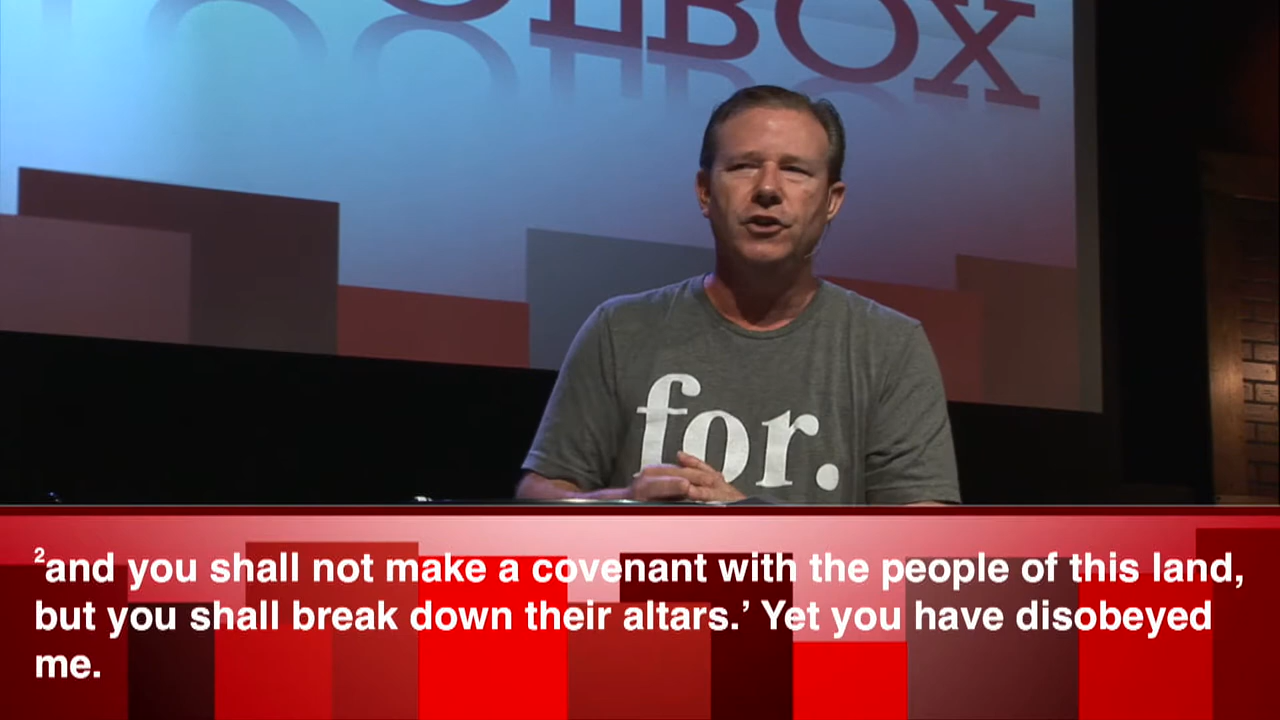 for.
²and you shall not make a covenant with the people of this land,
but you shall break down their altars.’ Yet you have disobeyed
me.